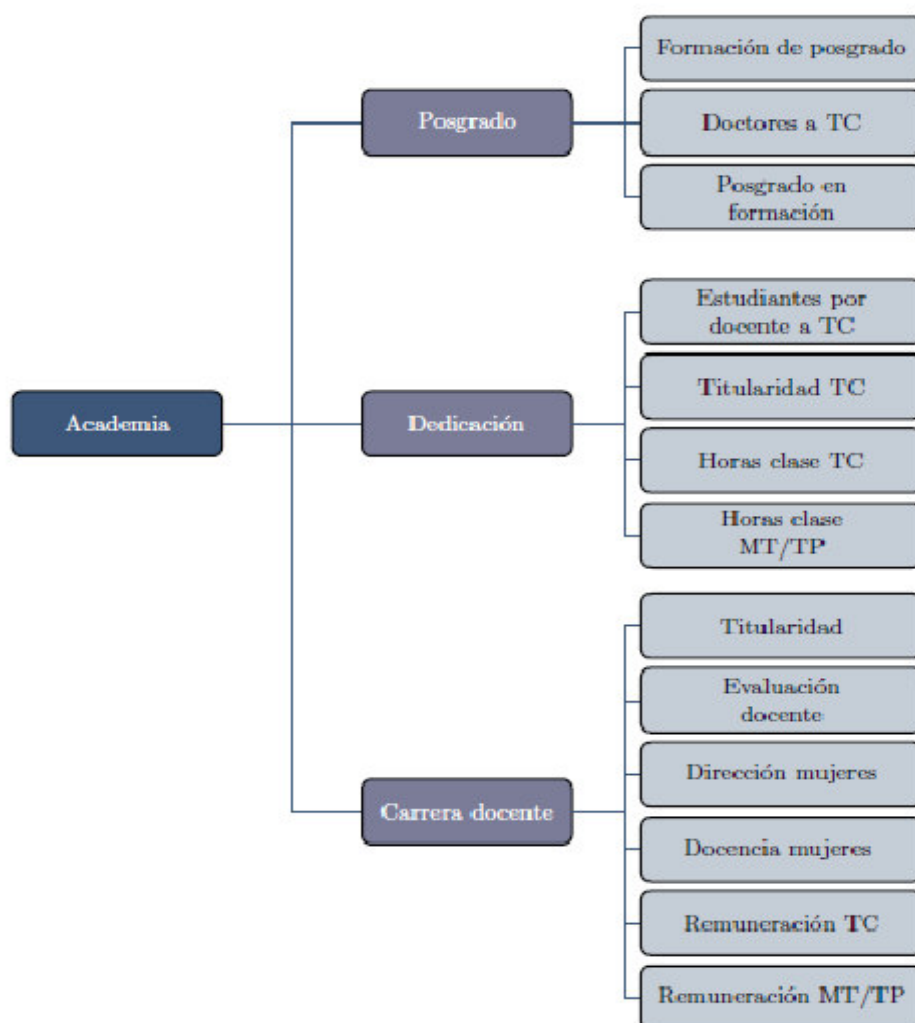 Formación de posgrado
Posgrado
Doctores a TC
Posgrado en
formación
Estudiantes por
docente a TC
Titularidad TC
Academia
Dedicación
Horas clase TC
Horas clase
MT/TP
Titularidad
Evaluación
docente
Dirección mujeres
Carrera docente
Docencia mujeres
Remuneración TC
Remuneración MT/TP